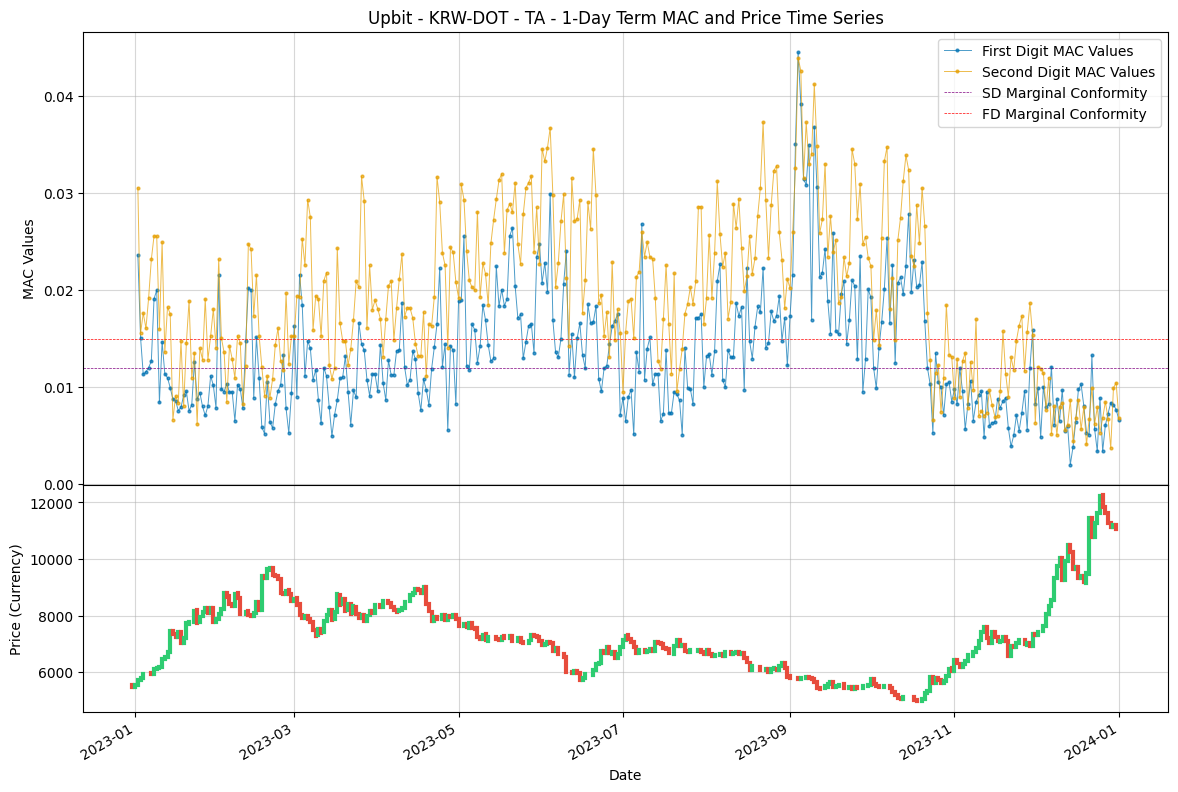 Upbit - KRW-DOT - TA - 1-Day Term MAC and Price Time Series
First Digit MAC Values
Second Digit MAC Values
SD Marginal Conformity
FD Marginal Conformity
MAC Values
0.04
0.03
0.02
0.01
0.00
Price (Currency)
12000
10000
8000
6000
2023-01
2023-03
2023-05
2023-07
2023-09
2023-11
2024-01
Date